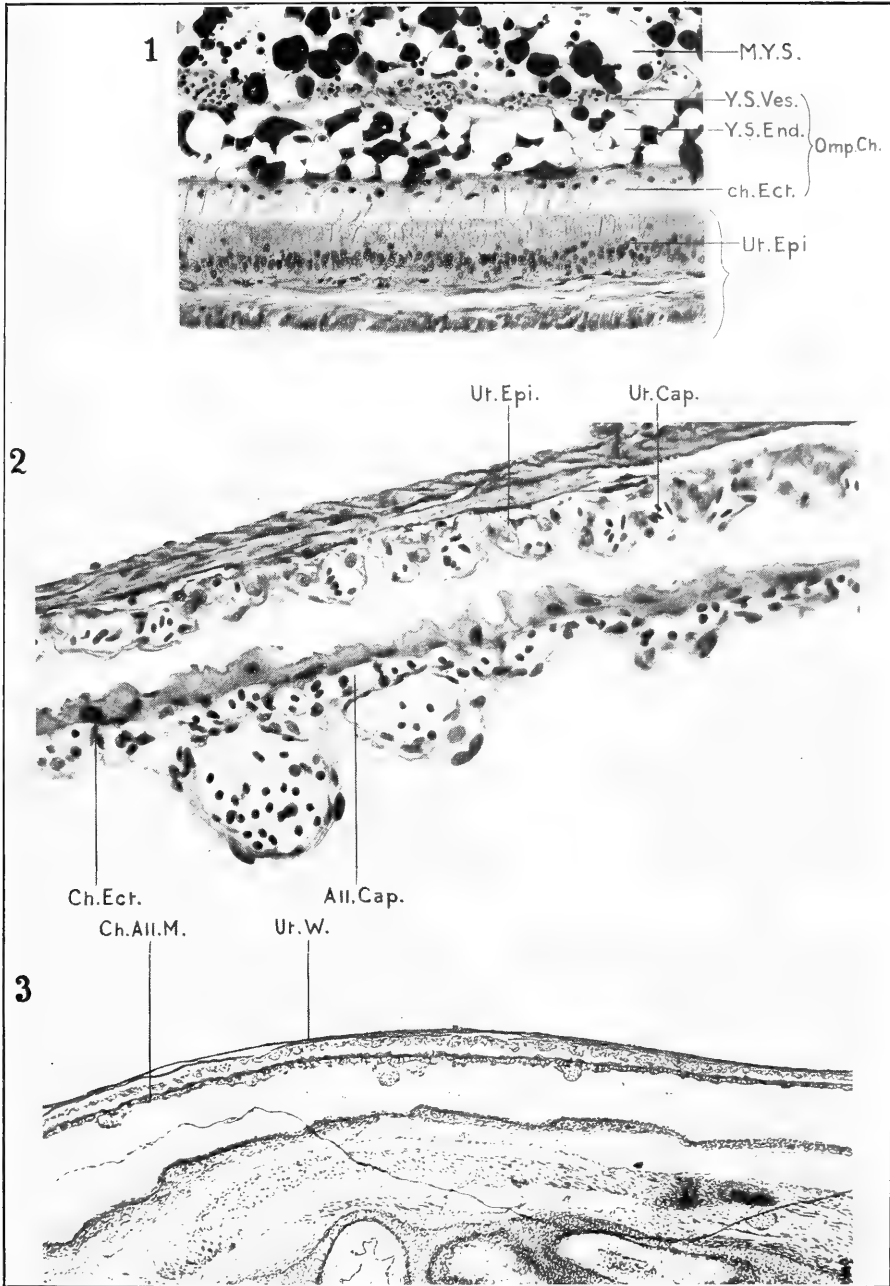 1
M.Y.S.
Y.S.Ves.
Y.S.End.
Omp.Ch.
ch.Ect.
Ut.Epi
2
Ut.Epi.
Ut.Cap.
Ch.Ect.
All.Cap.
3
Ch.All.M.
Ut.W.